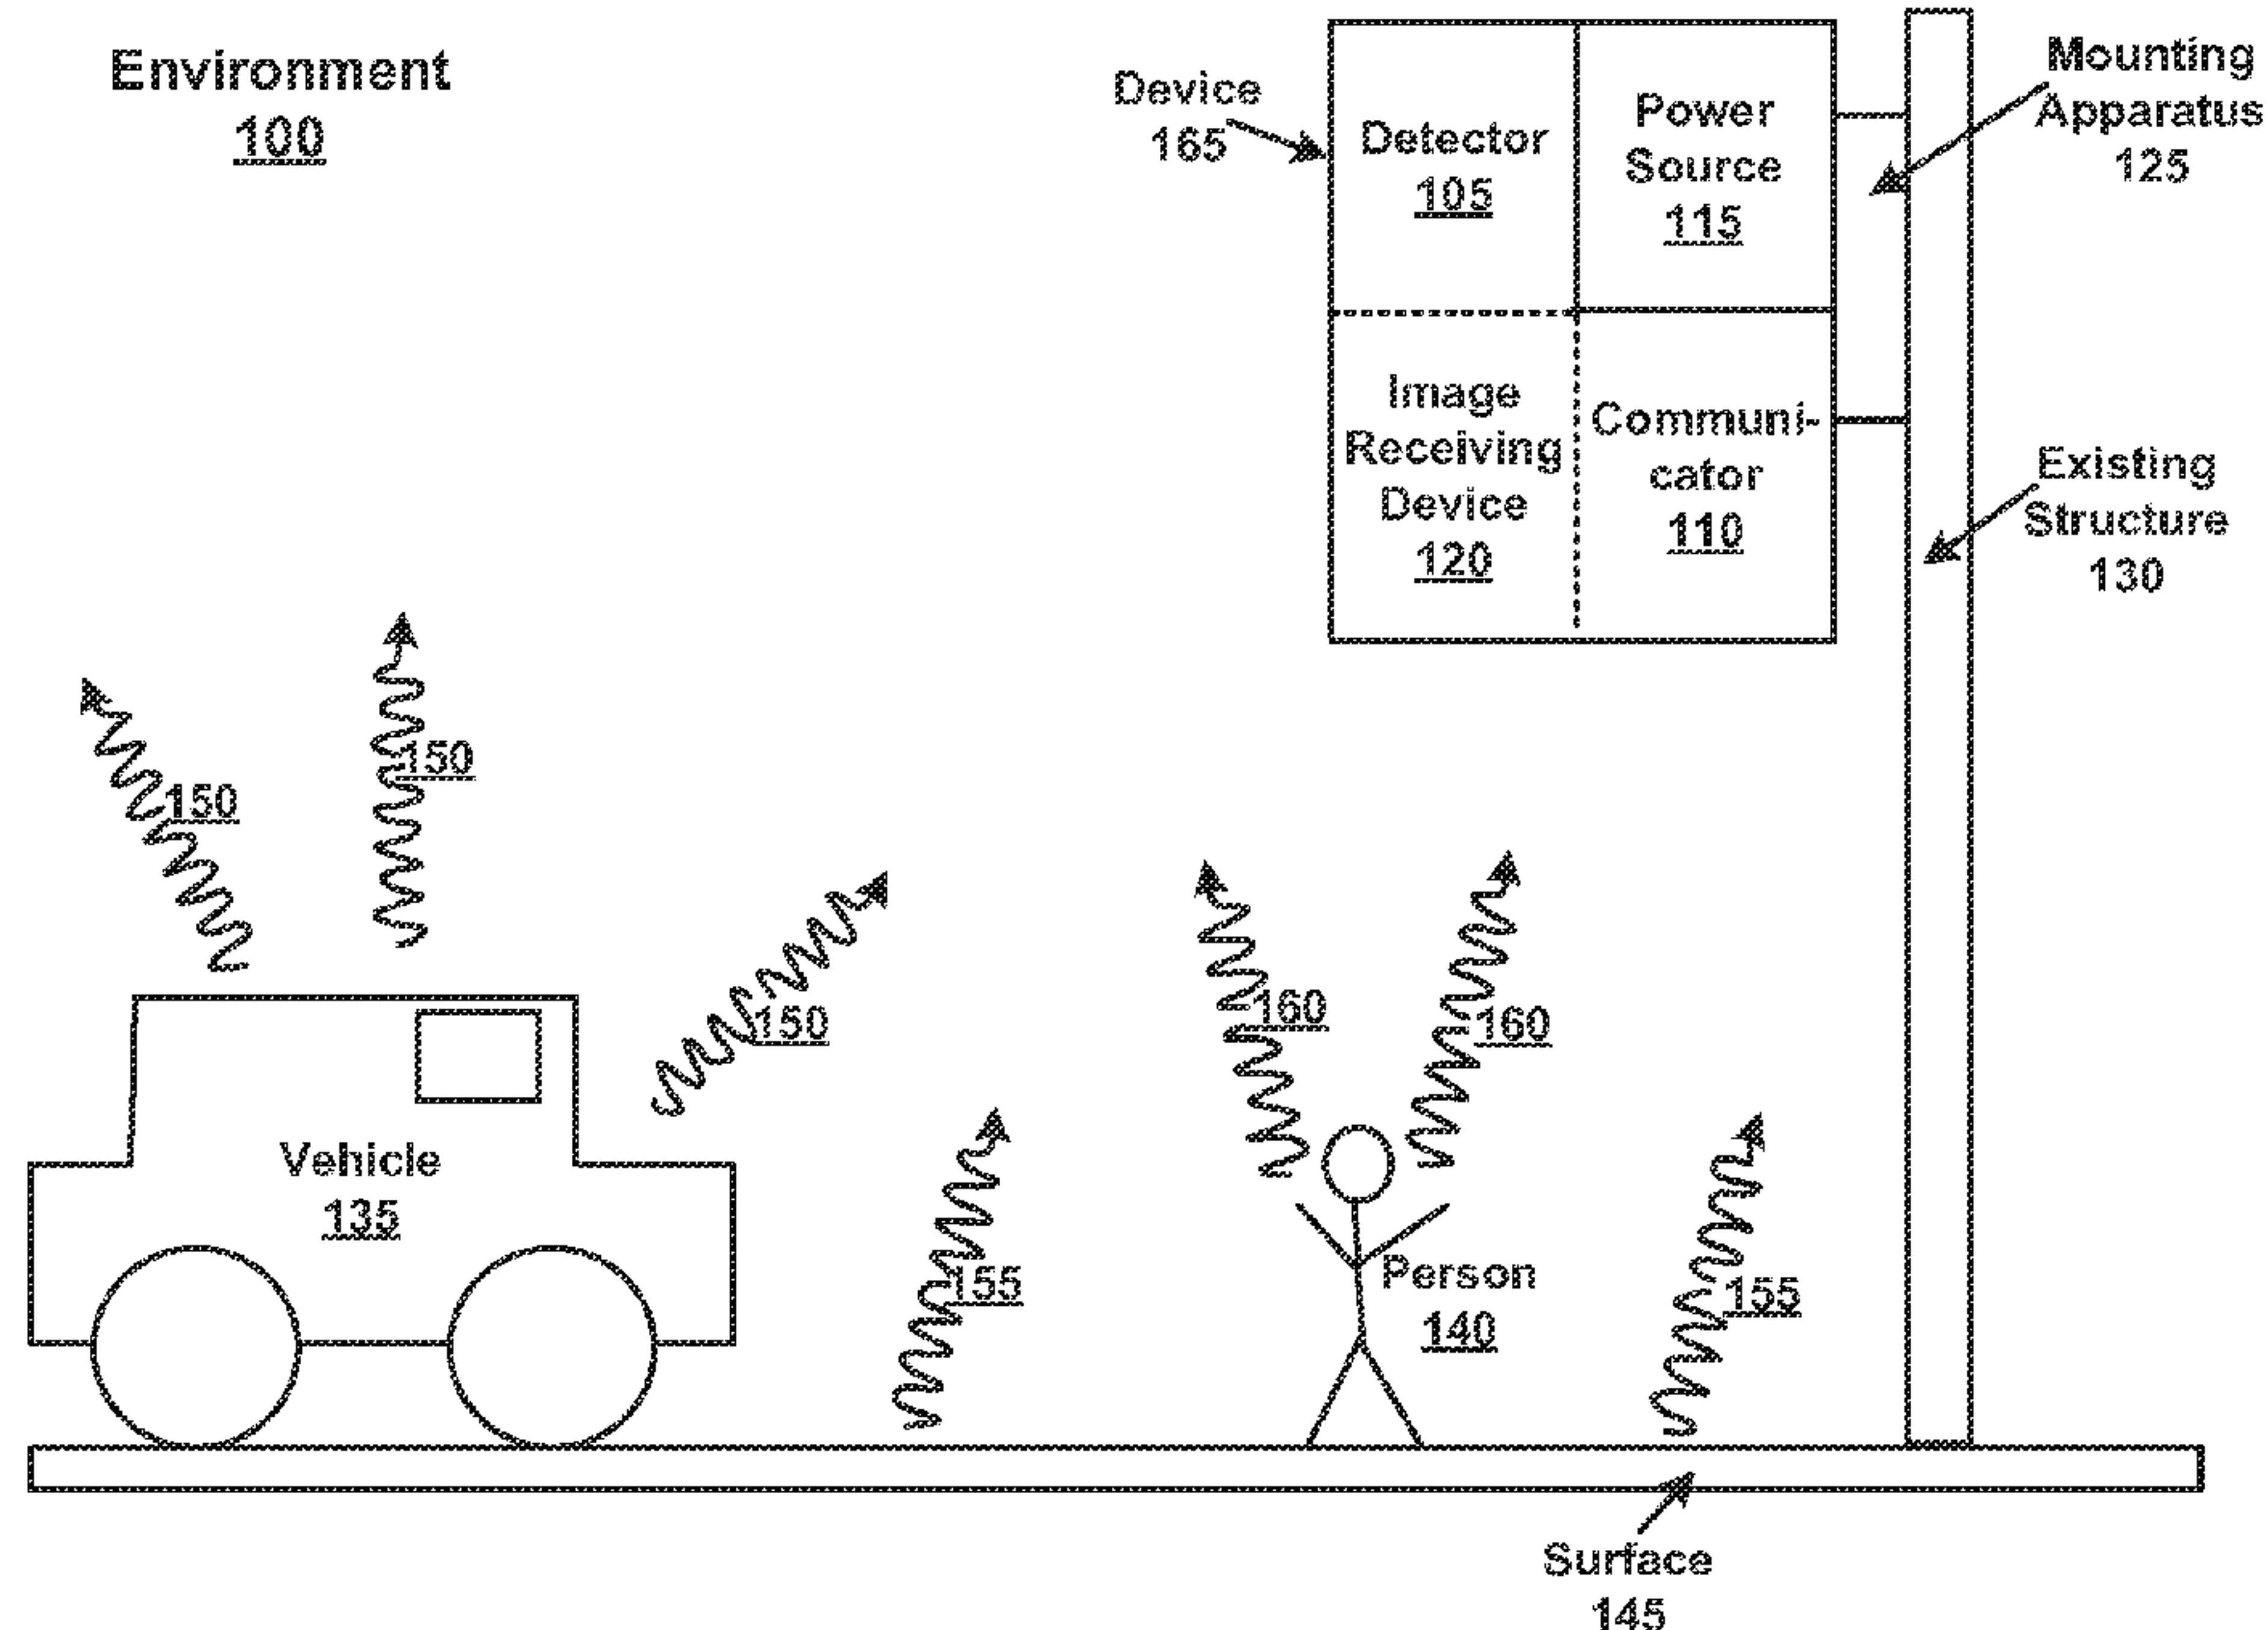 Environment
100
Device
165
Detector
105
Power
Source
115
Mounting
Apparatus
125
Image
Receiving
Device
120
Communi-
cator
110
Existing
Structure
130
150
150
150
160
160
Vehicle
135
155
Person
140
155
Surface
145